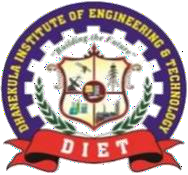 DHANEKULA INSTITUTE OF ENGINEERING & TECHNOLOGY
Building the Future
DIET